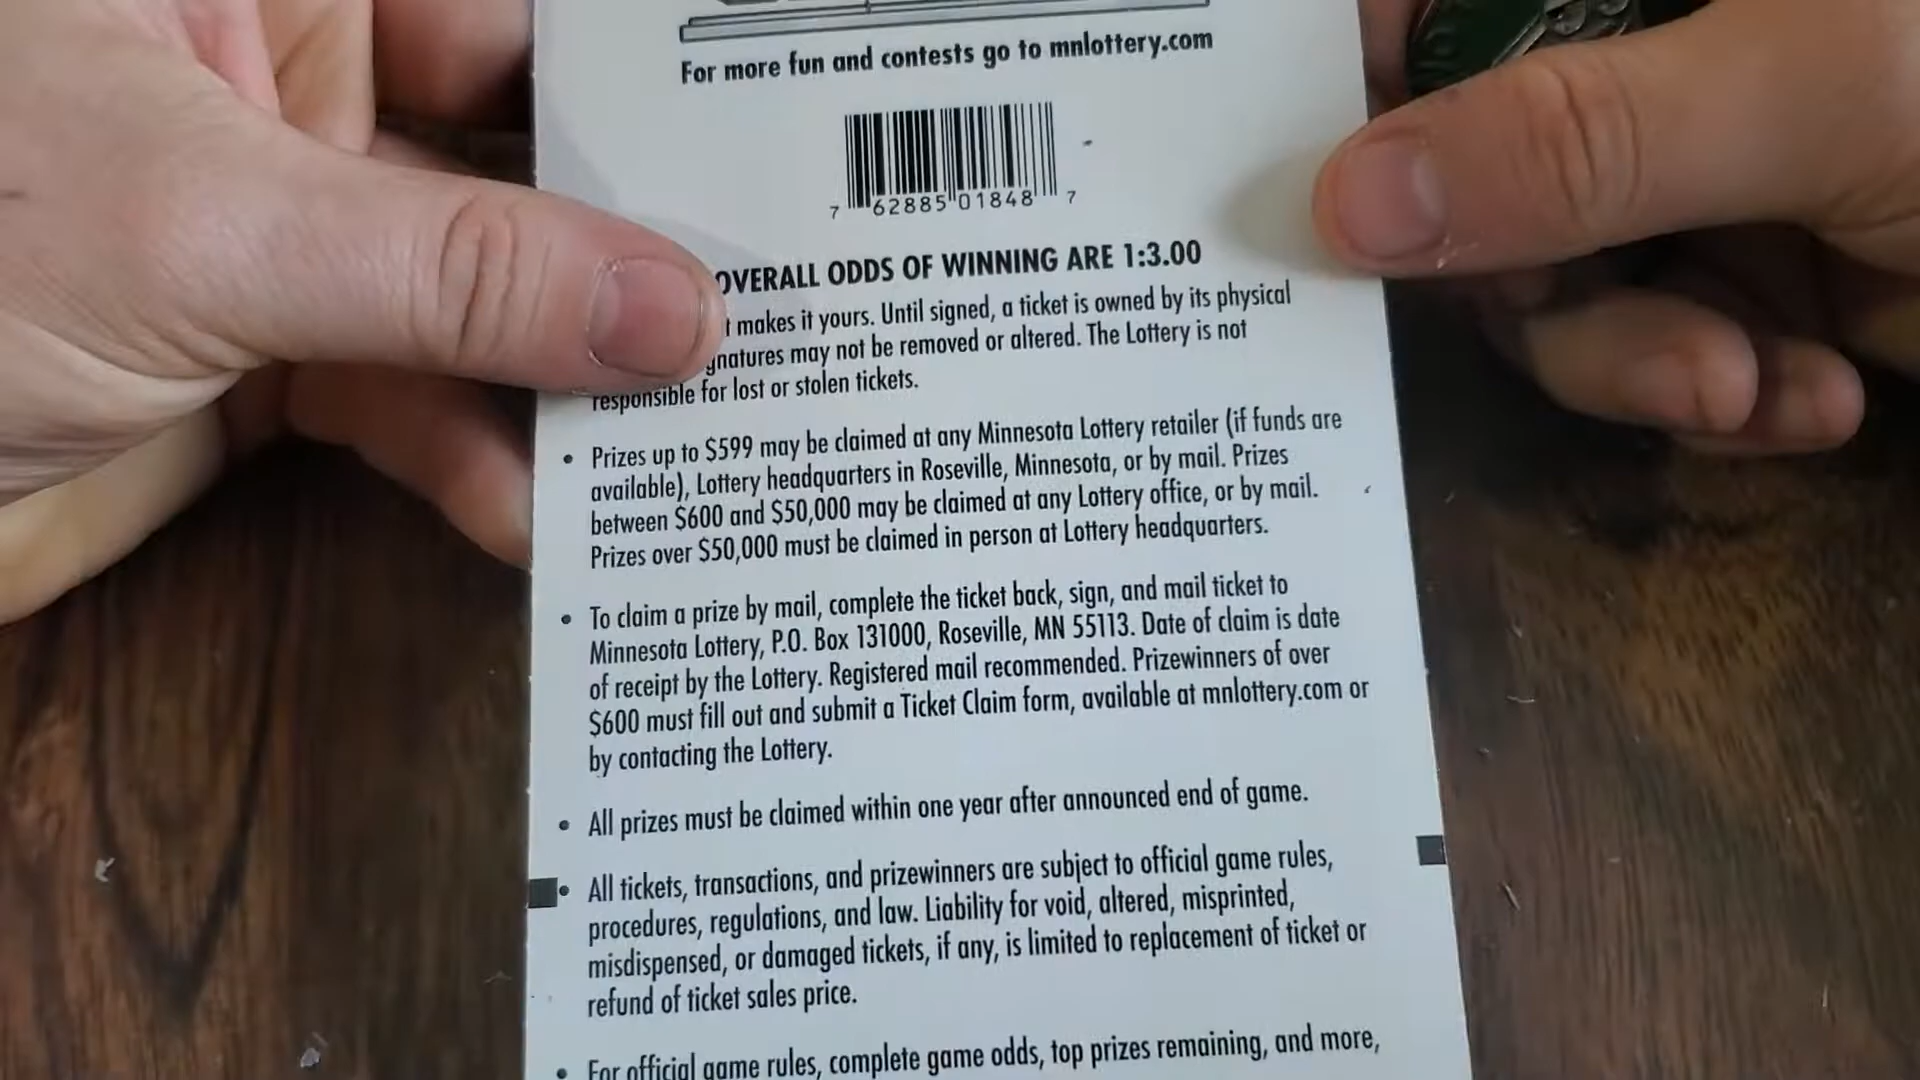 For more fun and contests go to mnlottery.com
7 62885 01848 7
OVERALL ODDS OF WINNING ARE 1:3.00
makes it yours. Until signed, a ticket is owned by its physical
may not be removed or altered. The Lottery is not
responsible for lost or stolen tickets.
• Prizes up to $599 may be claimed at any Minnesota Lottery retailer (if funds are
available), Lottery headquarters in Roseville, Minnesota, or by mail. Prizes
between $600 and $50,000 may be claimed at any Lottery office, or by mail.
Prizes over $50,000 must be claimed in person at Lottery headquarters.
• To claim a prize by mail, complete the ticket back, sign, and mail ticket to
Minnesota Lottery, P.O. Box 131000, Roseville, MN 55113. Date of claim is date
of receipt by the Lottery. Registered mail recommended. Prizewinners of over
$600 must fill out and submit a Ticket Claim form, available at mnlottery.com or
by contacting the Lottery.
• All prizes must be claimed within one year after announced end of game.
• All tickets, transactions, and prizewinners are subject to official game rules,
procedures, regulations, and law. Liability for void, altered, misprinted,
misdispensed, or damaged tickets, if any, is limited to replacement of ticket or
refund of ticket sales price.
• For official game rules, complete game odds, top prizes remaining, and more,